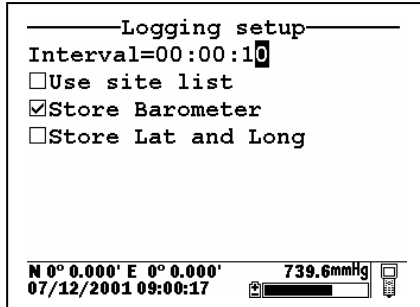 Logging setup
Interval=00:00:10
Use site list
Store Barometer
Store Lat and Long
N 0° 0.000' E 0° 0.000' 739.6mmHg
07/12/2001 09:00:17